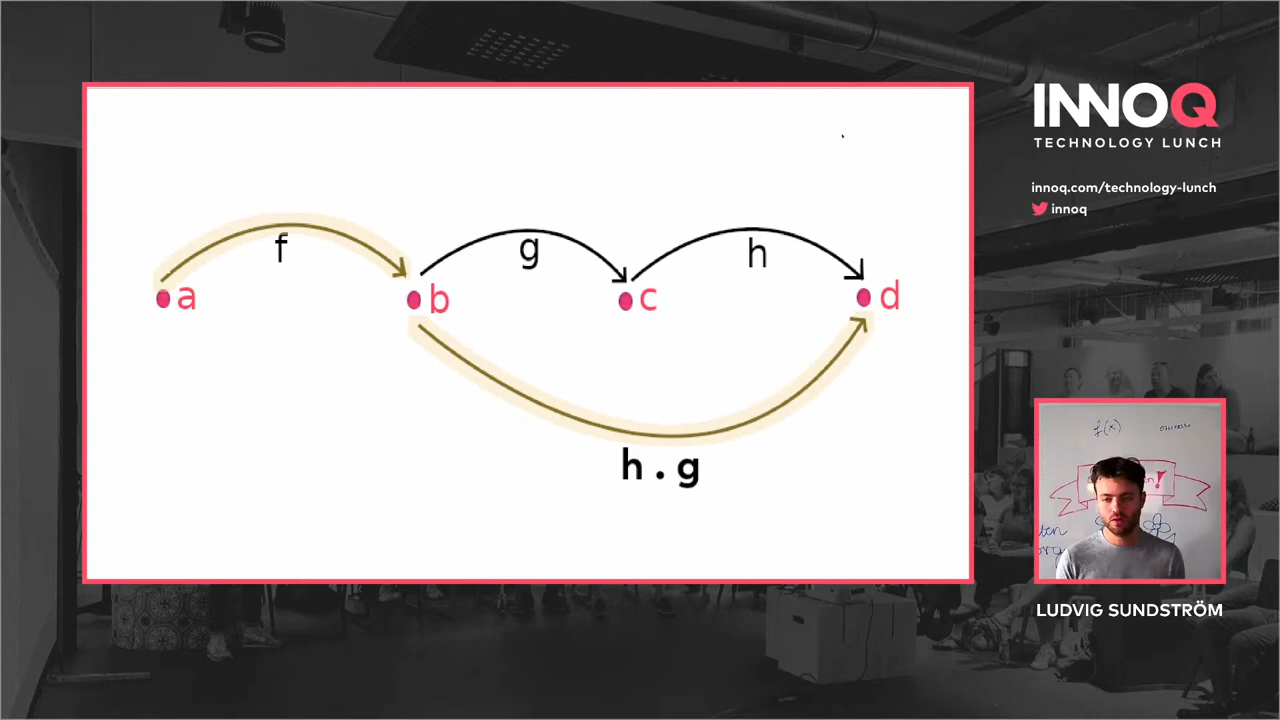 f
g
h
a
b
c
d
h.g
INNOQ
TECHNOLOGY LUNCH
innoq.com/technology-lunch
innoq
f(x)
LUDVIG SUNDSTRÖM